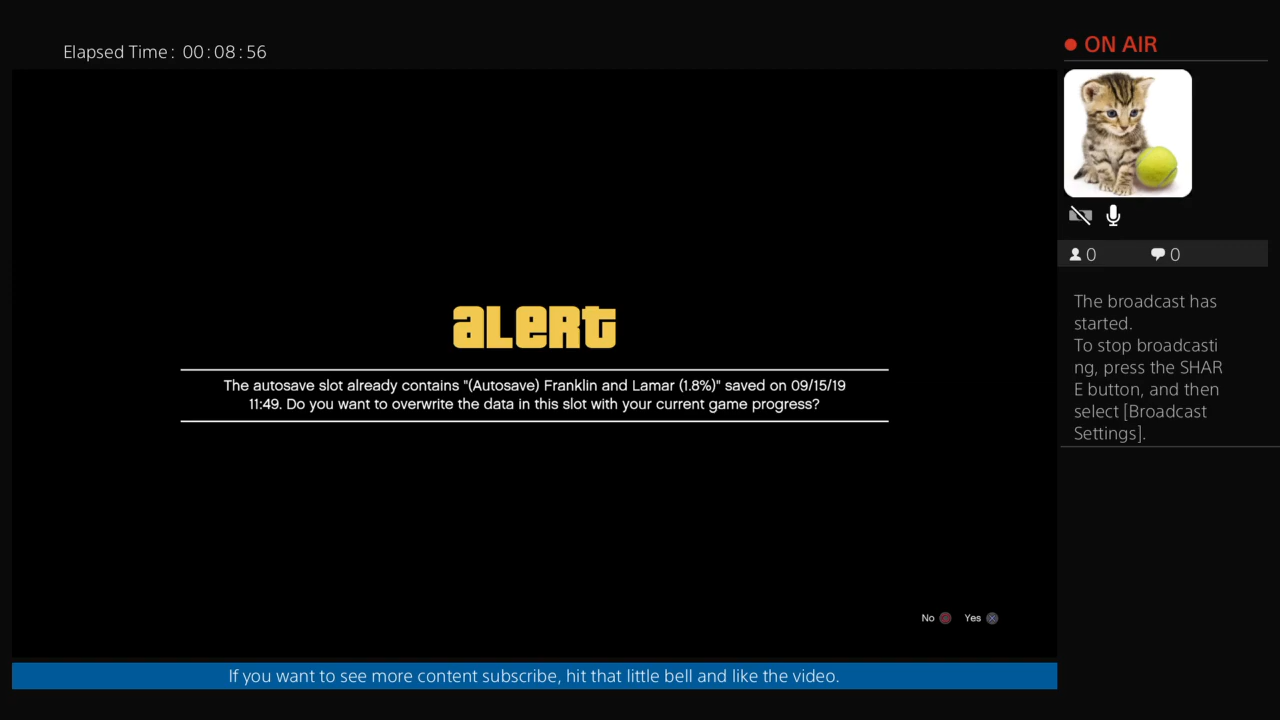 Elapsed Time: 00:08:56
ON AIR
0 0
The broadcast has
started.
To stop broadcasti
ng, press the SHAR
E button, and then
select [Broadcast
Settings].
alert
The autosave slot already contains "(Autosave) Franklin and Lamar (1.8%)" saved on 09/15/19
11:49. Do you want to overwrite the data in this slot with your current game progress?
No Yes
If you want to see more content subscribe, hit that little bell and like the video.